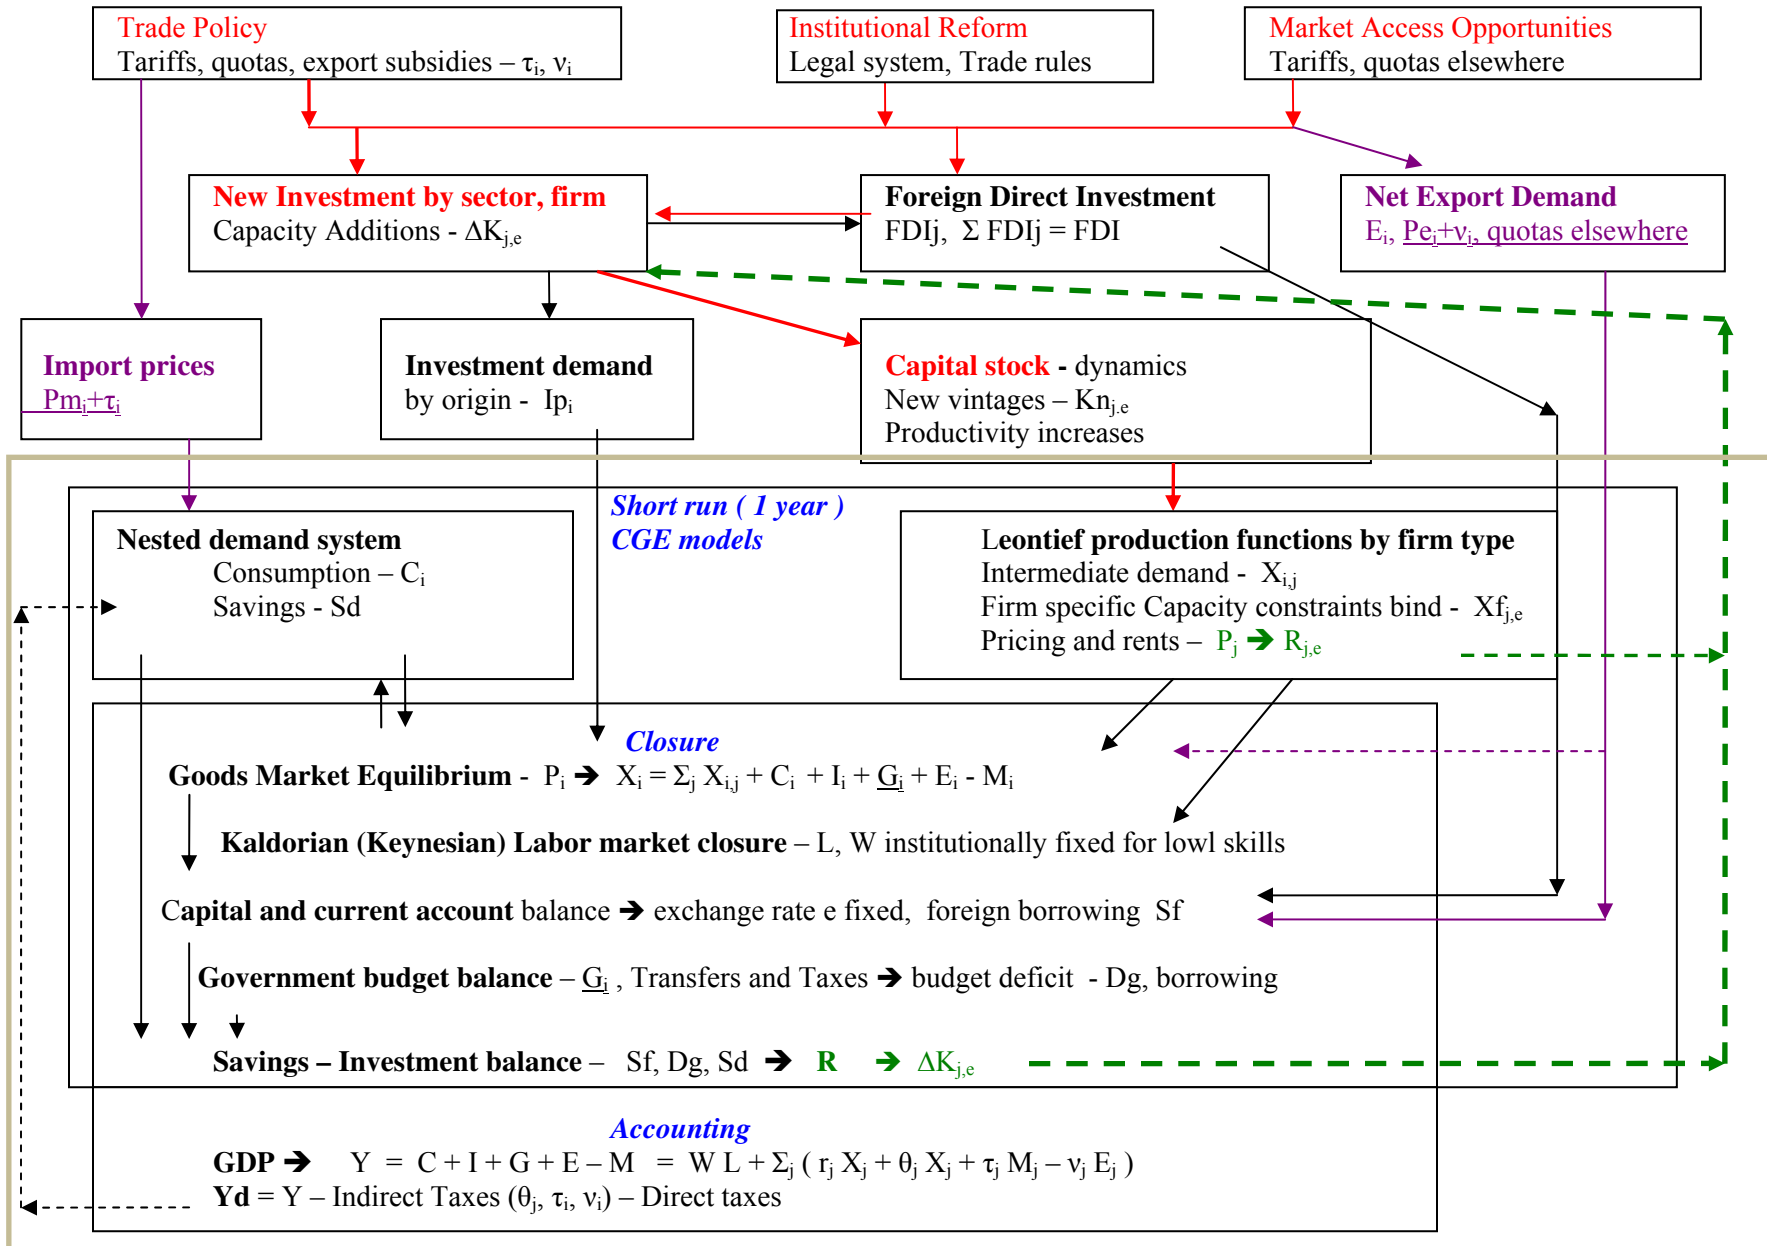 Trade Policy
Tariffs, quotas, export subsidies – τi, νi
Institutional Reform
Legal system, Trade rules
Market Access Opportunities
Tariffs, quotas elsewhere
New Investment by sector, firm
Capacity Additions - ΔKj,e
Foreign Direct Investment
FDIj, Σ FDIj = FDI
Net Export Demand
Ei, Pei+νi, quotas elsewhere
Import prices
Pmi+τi
Investment demand
by origin - Ipi
Capital stock - dynamics
New vintages – Knj.e
Productivity increases
Short run ( 1 year )
CGE models
Nested demand system
Consumption – Ci
Savings - Sd
Leontief production functions by firm type
Intermediate demand - Xi,j
Firm specific Capacity constraints bind - Xfj,e
Pricing and rents – Pj ➔ Rj,e
Closure
Goods Market Equilibrium - Pi ➔ Xi = Σj Xi,j + Ci + Ii + Gi + Ei - Mi
Kaldorian (Keynesian) Labor market closure – L, W institutionally fixed for lowl skills
Capital and current account balance ➔ exchange rate e fixed, foreign borrowing Sf
Government budget balance – Gi , Transfers and Taxes ➔ budget deficit - Dg, borrowing
Savings – Investment balance – Sf, Dg, Sd ➔ R ➔ ΔKj,e
Accounting
GDP ➔ Y = C + I + G + E – M = W L + Σj ( rj Xj + θj Xj + τj Mj – νj Ej )
Yd = Y – Indirect Taxes (θj, τi, νi) – Direct taxes